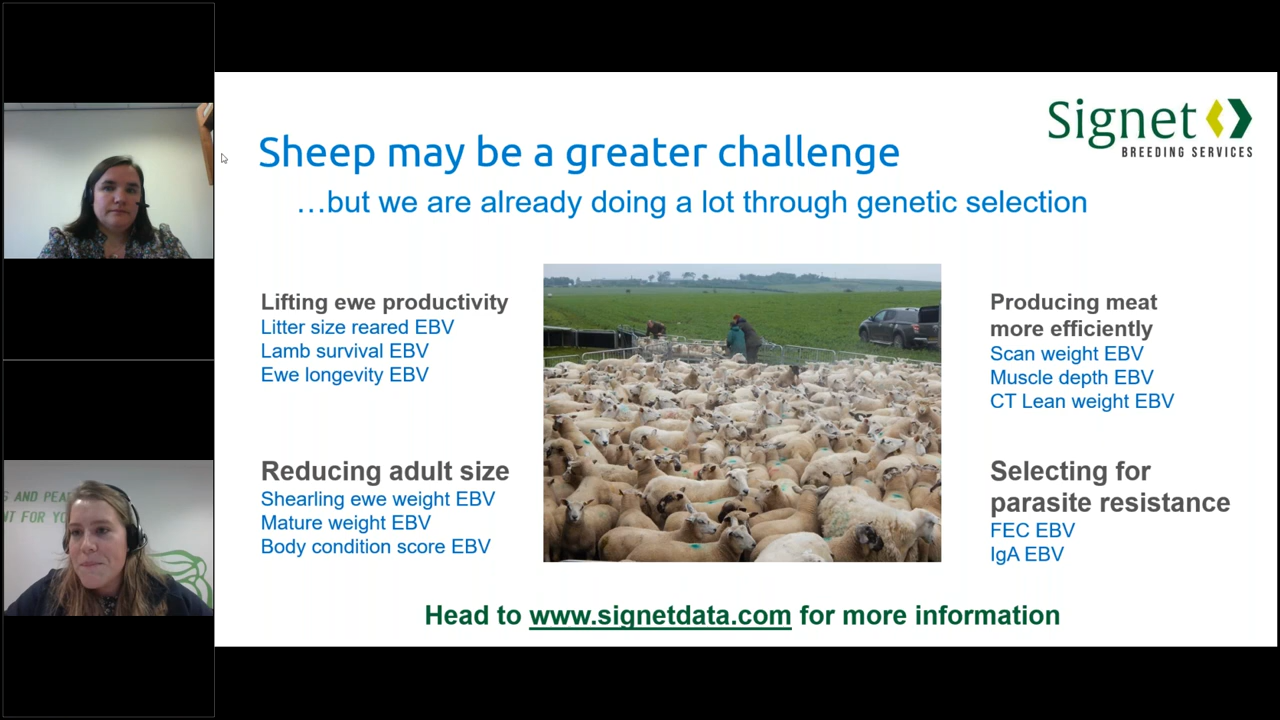 Signet
BREEDING SERVICES
Sheep may be a greater challenge
...but we are already doing a lot through genetic selection
Lifting ewe productivity
Litter size reared EBV
Lamb survival EBV
Ewe longevity EBV
Reducing adult size
Shearling ewe weight EBV
Mature weight EBV
Body condition score EBV
Producing meat
more efficiently
Scan weight EBV
Muscle depth EBV
CT Lean weight EBV
Selecting for
parasite resistance
FEC EBV
IgA EBV
Head to www.signetdata.com for more information
AND